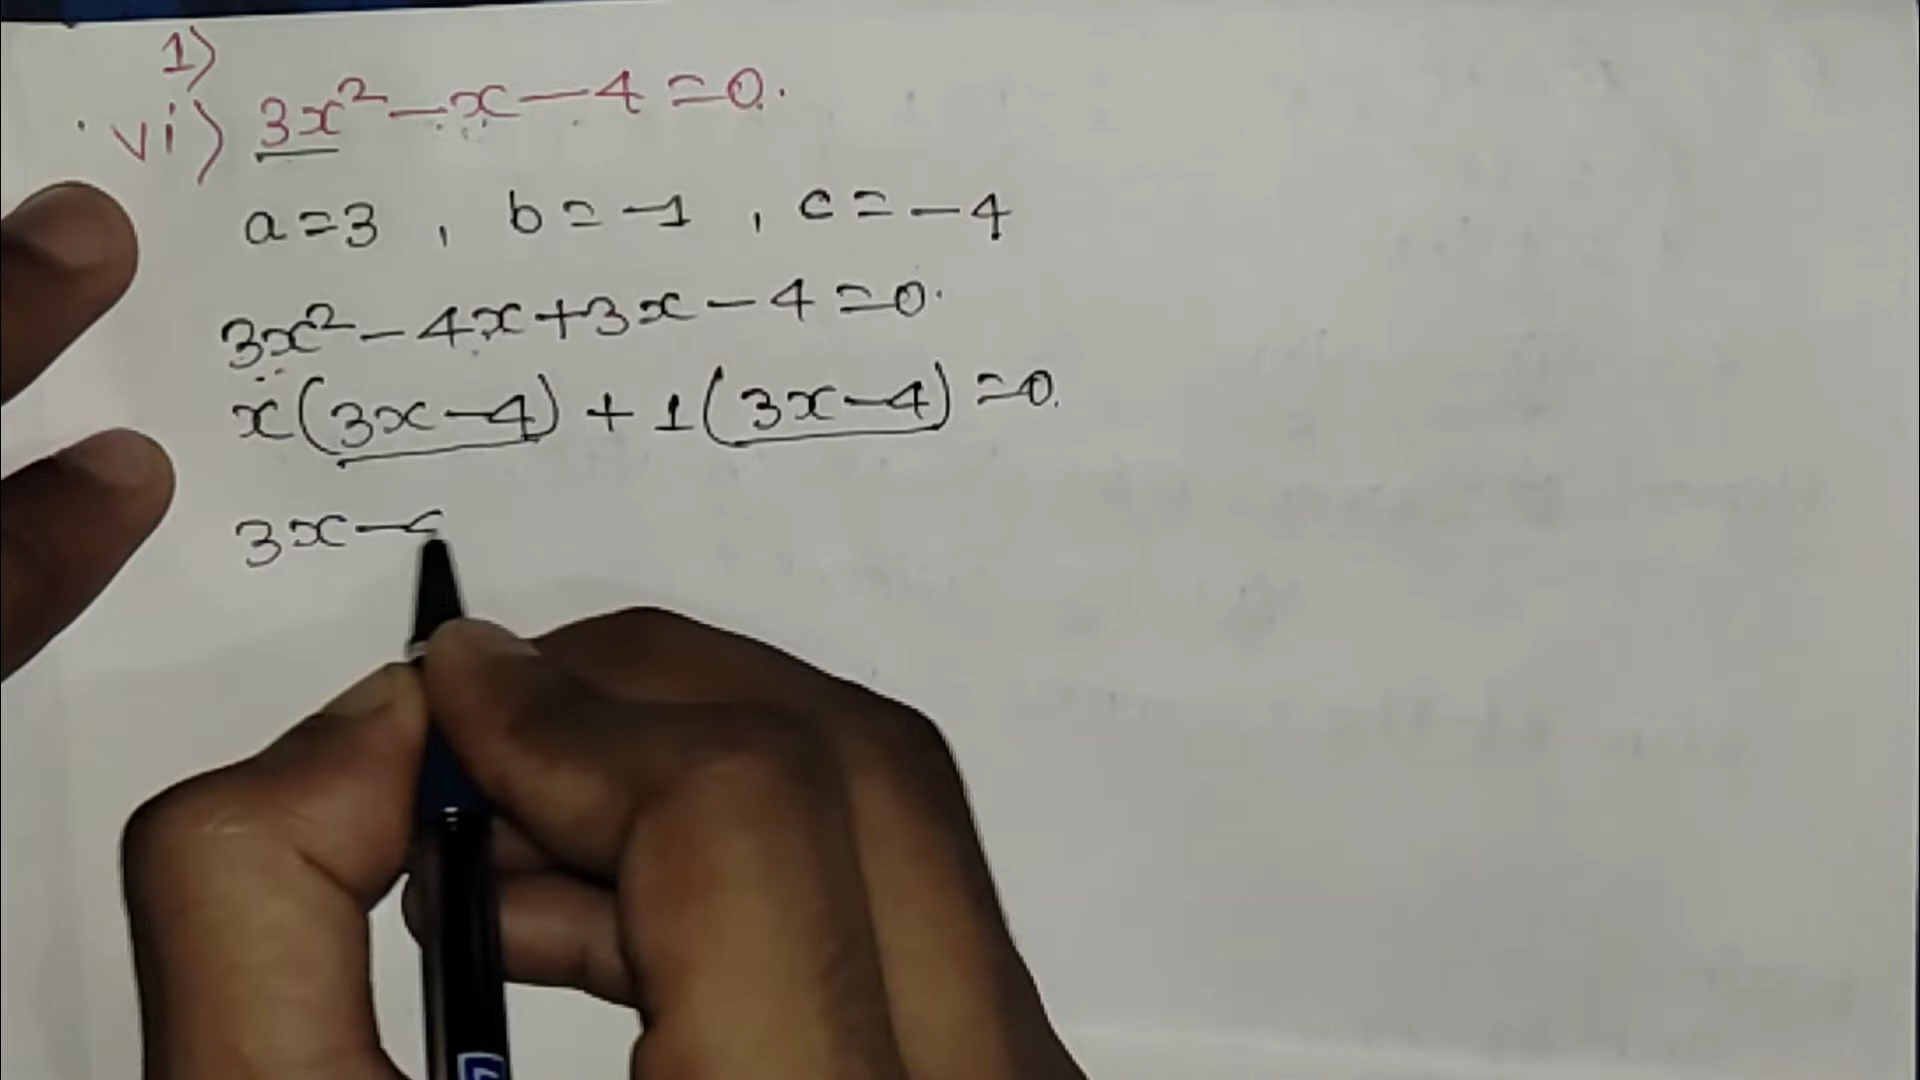 1)
vi) 3x² - x - 4 = 0.
a = 3 , b = -1 , c = -4
3x² - 4x + 3x - 4 = 0.
x(3x - 4) + 1(3x - 4) = 0.
3x -